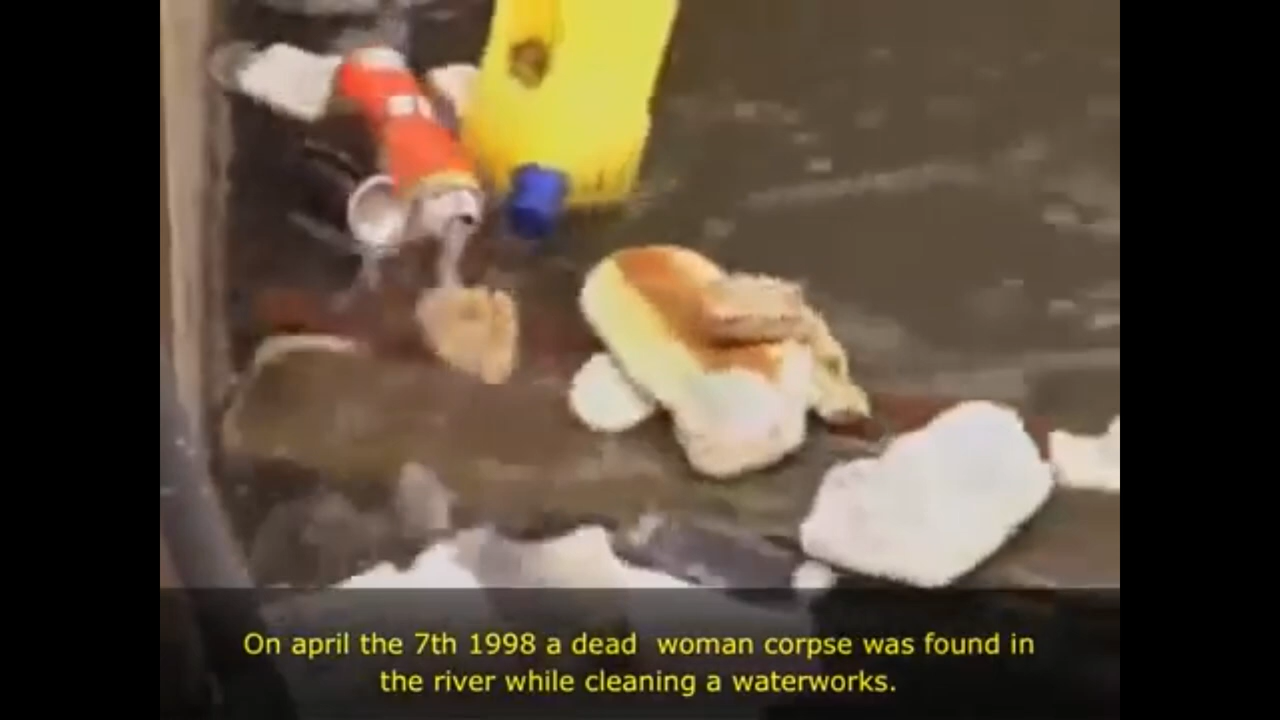 On april the 7th 1998 a dead  woman corpse was found in
the river while cleaning a waterworks.